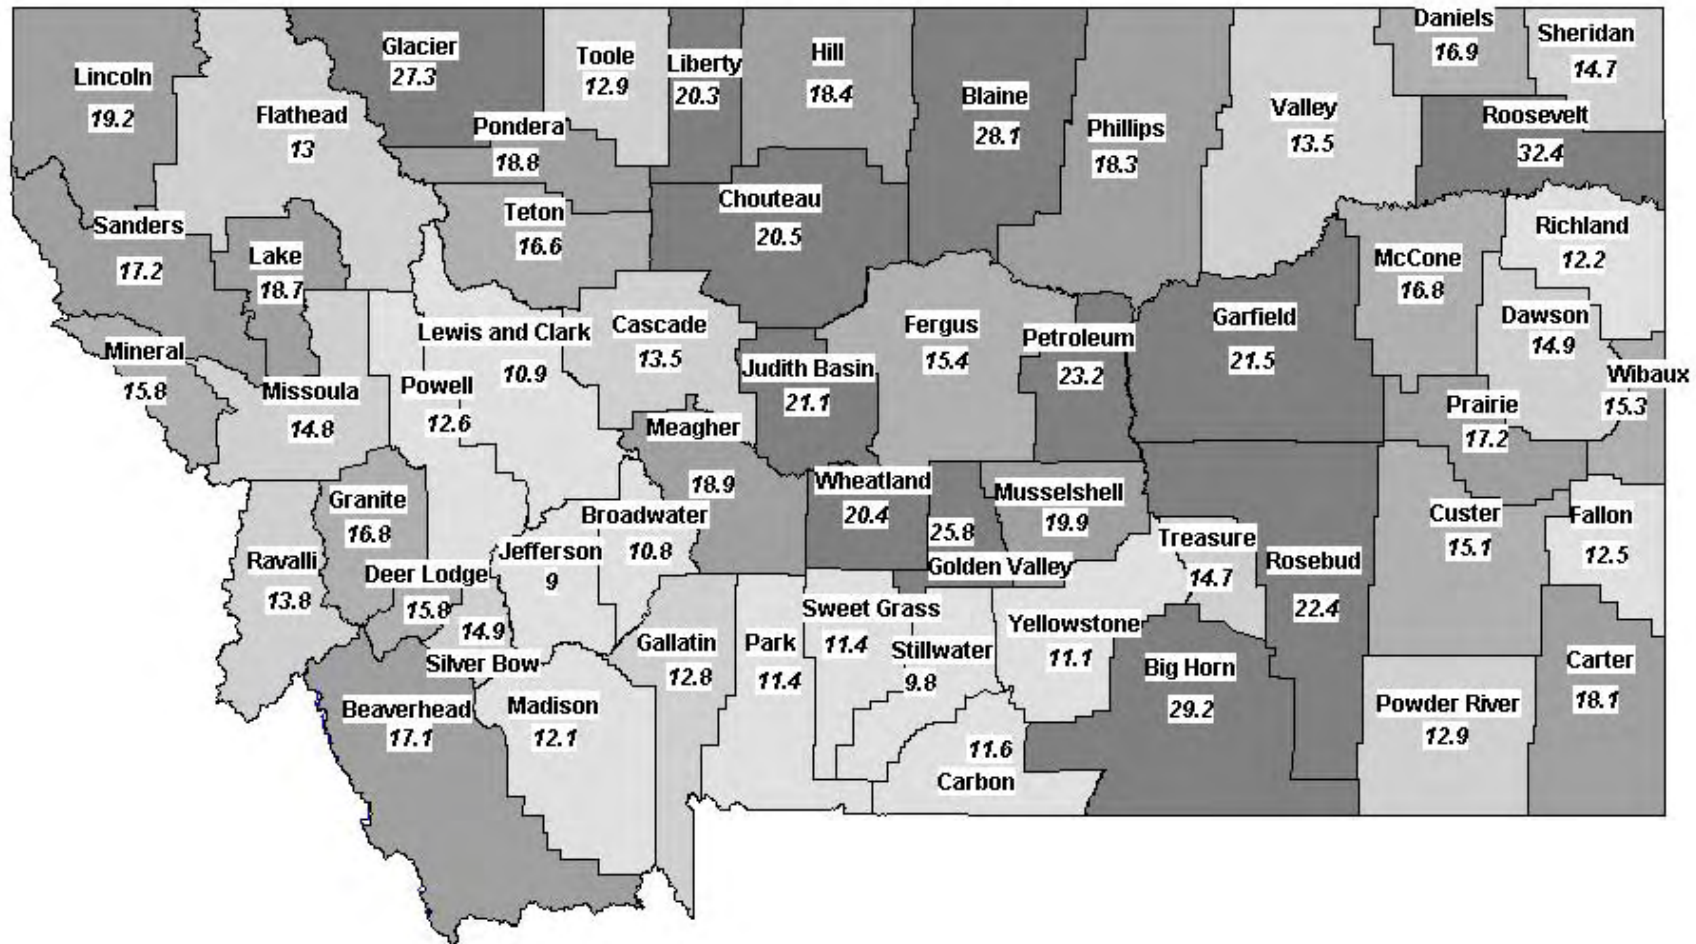 Lincoln
19.2
Flathead
13
Glacier
27.3
Toole
12.9
Liberty
20.3
Hill
18.4
Blaine
28.1
Phillips
18.3
Valley
13.5
Daniels
16.9
Sheridan
14.7
Roosevelt
32.4
Pondera
18.8
Teton
16.6
Chouteau
20.5
Sanders
17.2
Lake
18.7
Richland
12.2
McCone
16.8
Dawson
14.9
Garfield
21.5
Mineral
15.8
Missoula
14.8
Powell
12.6
Lewis and Clark
10.9
Cascade
13.5
Judith Basin
21.1
Fergus
15.4
Petroleum
23.2
Wibaux
15.3
Prairie
17.2
Meagher
18.9
Wheatland
20.4
25.8
Golden Valley
Musselshell
19.9
Granite
16.8
Broadwater
10.8
Jefferson
9
Treasure
14.7
Rosebud
22.4
Custer
15.1
Fallon
12.5
Ravalli
13.8
Deer Lodge
15.8
14.9
Silver Bow
Gallatin
12.8
Park
11.4
Sweet Grass
11.4
Stillwater
9.8
Yellowstone
11.1
Big Horn
29.2
Powder River
12.9
Carter
18.1
Beaverhead
17.1
Madison
12.1
11.6
Carbon